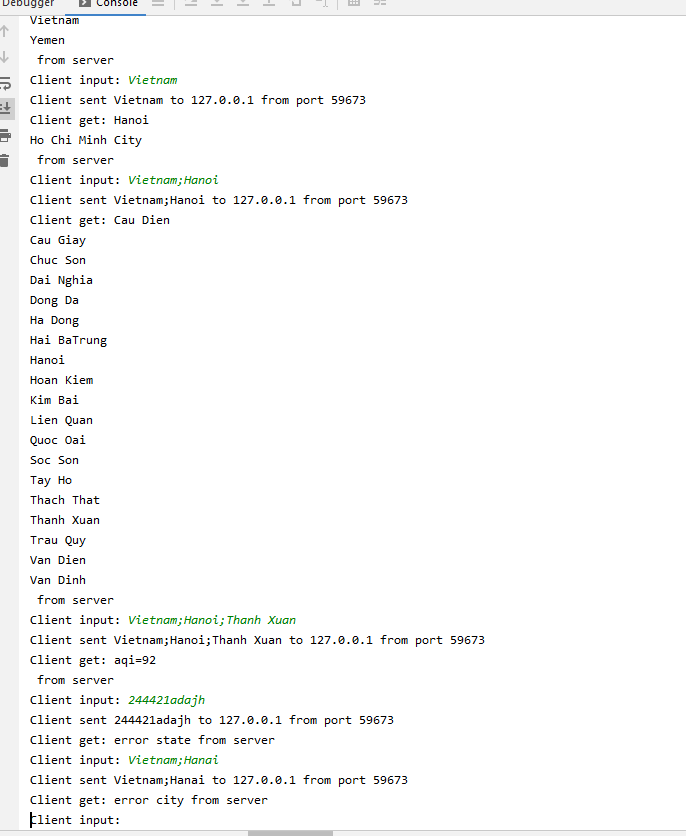 Debugger
Console
Vietnam
Yemen
 from server
Client input: Vietnam
Client sent Vietnam to 127.0.0.1 from port 59673
Client get: Hanoi
Ho Chi Minh City
 from server
Client input: Vietnam;Hanoi
Client sent Vietnam;Hanoi to 127.0.0.1 from port 59673
Client get: Cau Dien
Cau Giay
Chuc Son
Dai Nghia
Dong Da
Ha Dong
Hai BaTrung
Hanoi
Hoan Kiem
Kim Bai
Lien Quan
Quoc Oai
Soc Son
Tay Ho
Thach That
Thanh Xuan
Trau Quy
Van Dien
Van Dinh
 from server
Client input: Vietnam;Hanoi;Thanh Xuan
Client sent Vietnam;Hanoi;Thanh Xuan to 127.0.0.1 from port 59673
Client get: aqi=92
 from server
Client input: 244421adajh
Client sent 244421adajh to 127.0.0.1 from port 59673
Client get: error state from server
Client input: Vietnam;Hanai
Client sent Vietnam;Hanai to 127.0.0.1 from port 59673
Client get: error city from server
Client input: